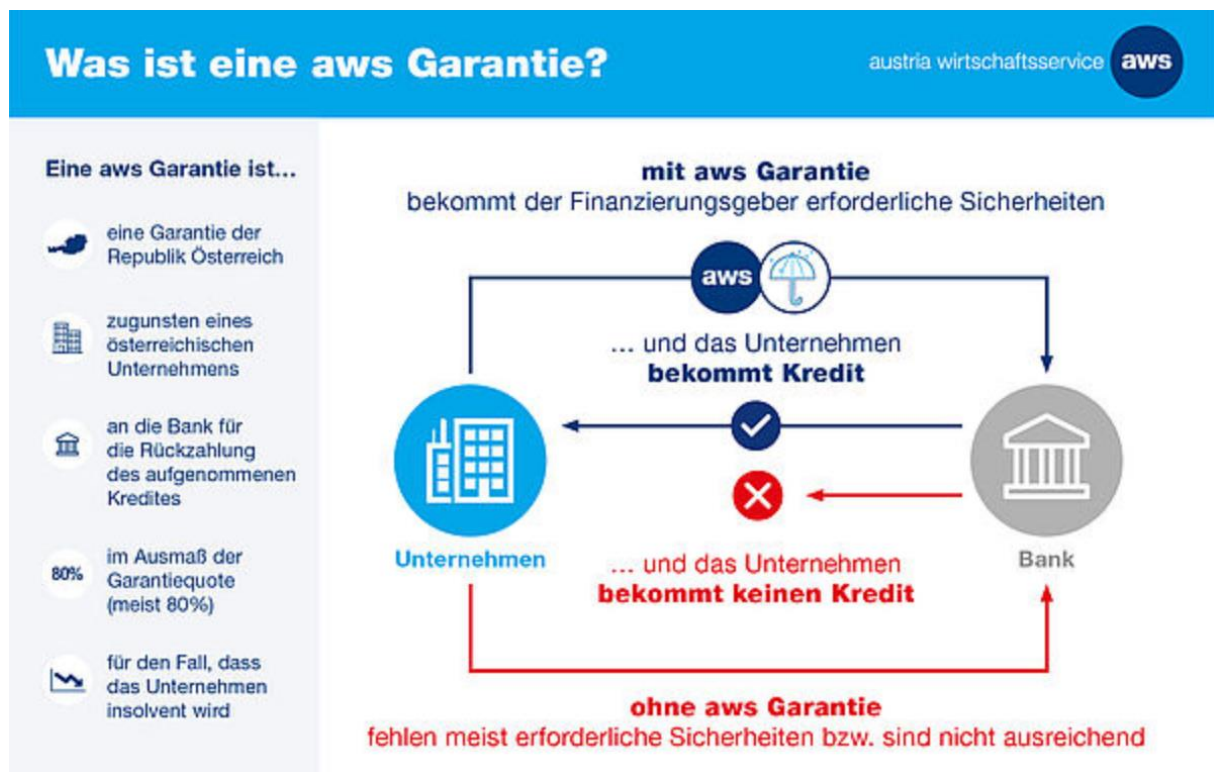 Was ist eine aws Garantie?
austria wirtschaftsservice aws
Eine aws Garantie ist...
eine Garantie der
Republik Österreich
zugunsten eines
österreichischen
Unternehmens
an die Bank für
die Rückzahlung
des aufgenommenen
Kredites
80%
im Ausmaß der
Garantiequote
(meist 80%)
für den Fall, dass
das Unternehmen
insolvent wird
mit aws Garantie
bekommt der Finanzierungsgeber erforderliche Sicherheiten
aws
... und das Unternehmen
bekommt Kredit
Unternehmen
Bank
... und das Unternehmen
bekommt keinen Kredit
ohne aws Garantie
fehlen meist erforderliche Sicherheiten bzw. sind nicht ausreichend